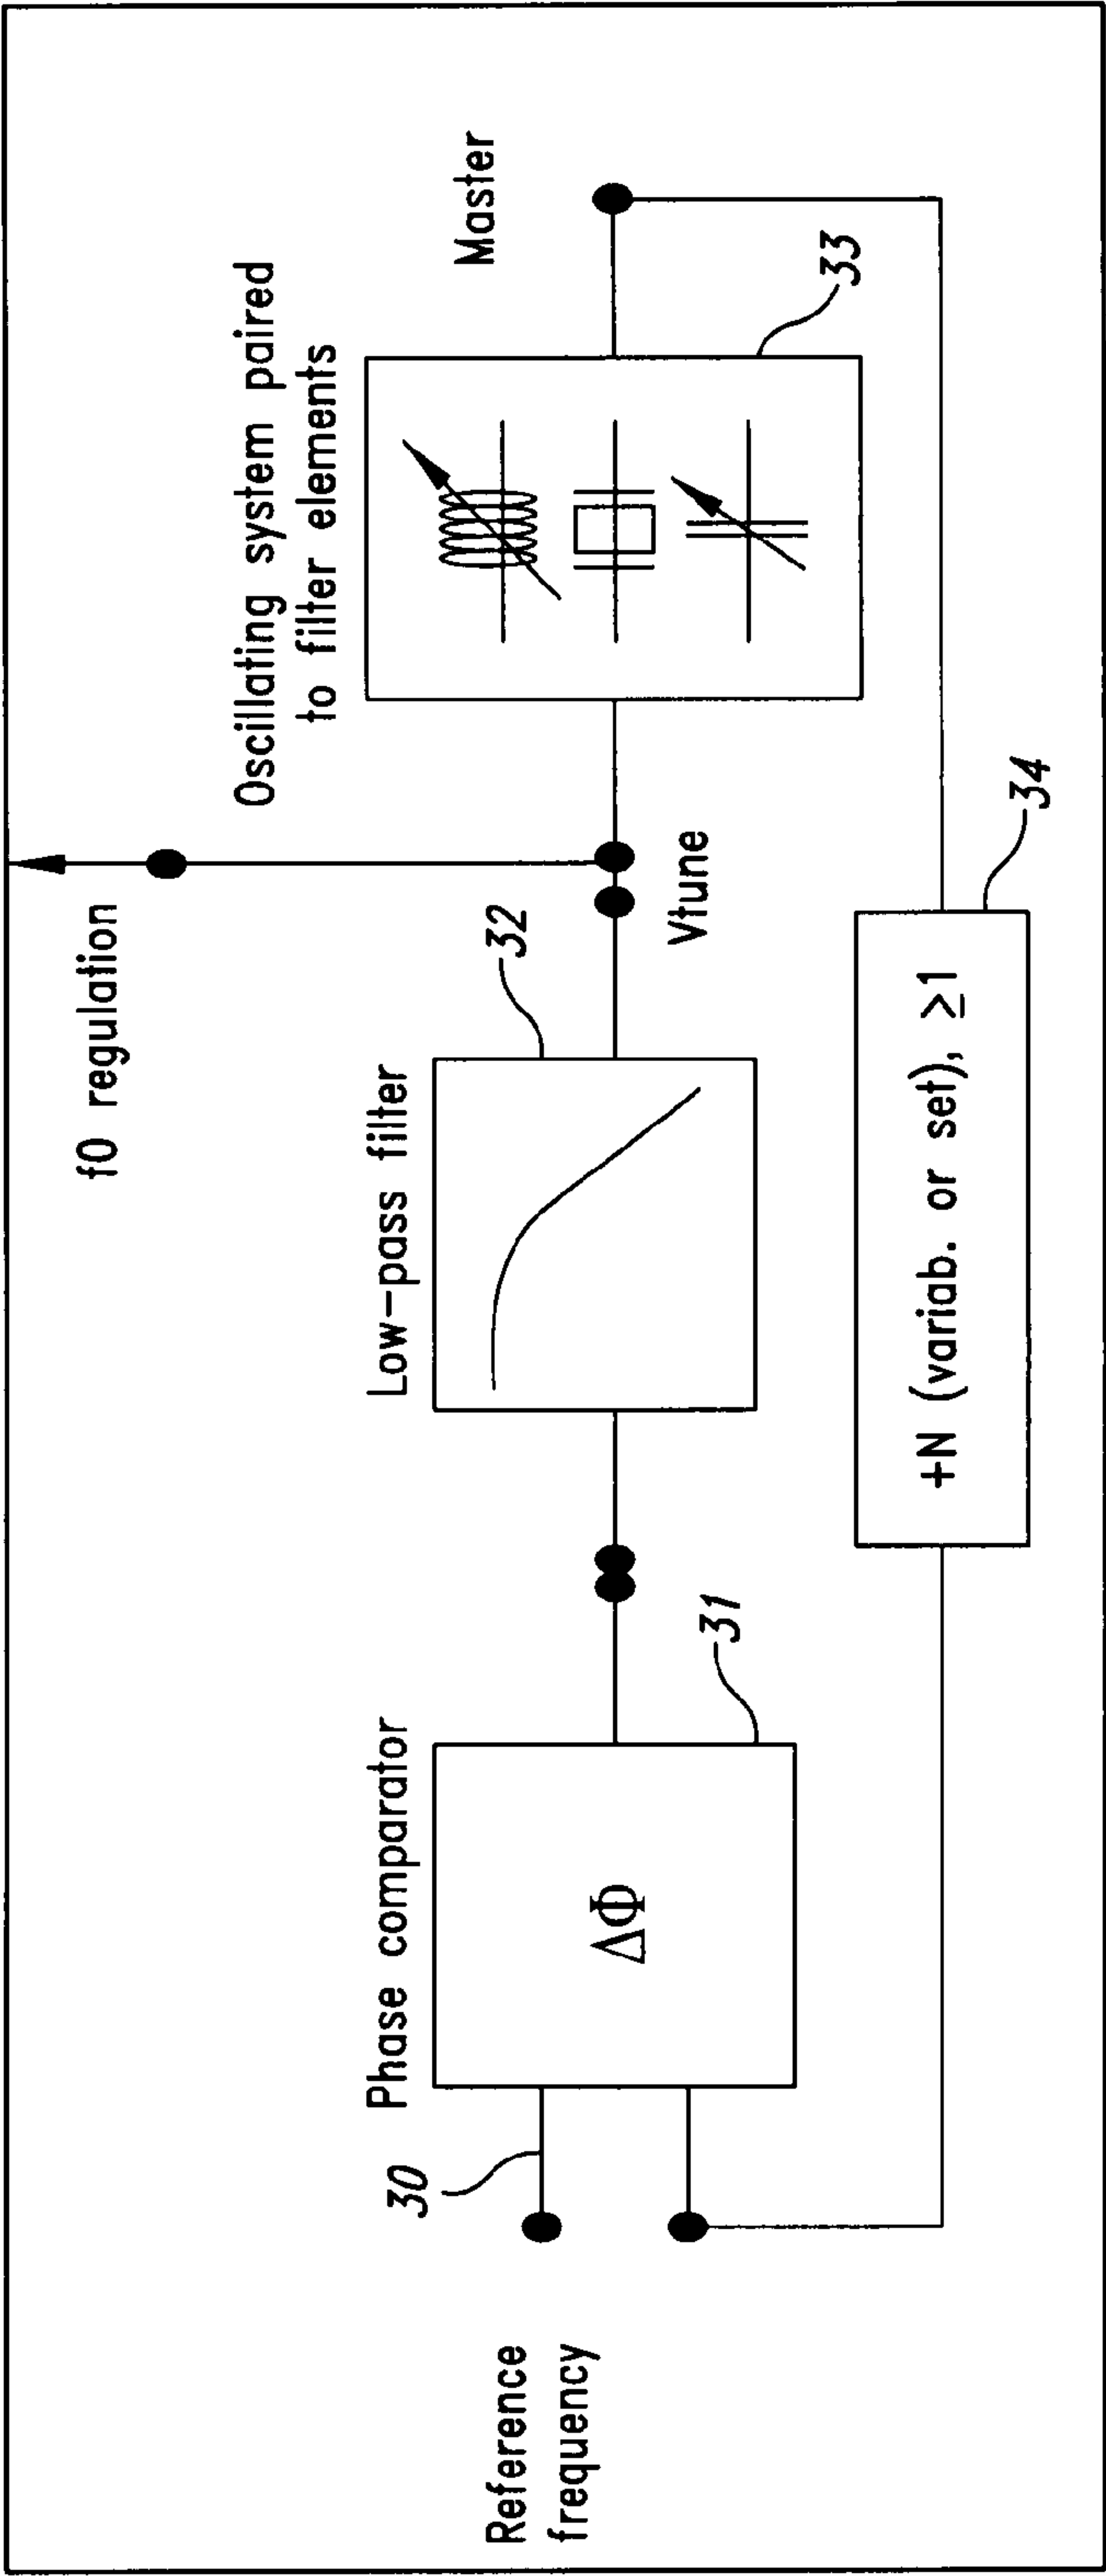 f0 regulation
Oscillating system paired
to filter elements
Master
Low-pass filter
32
Vtune
33
Phase comparator
ΔΦ
31
30
Reference
frequency
+N (variab. or set), ≥1
34